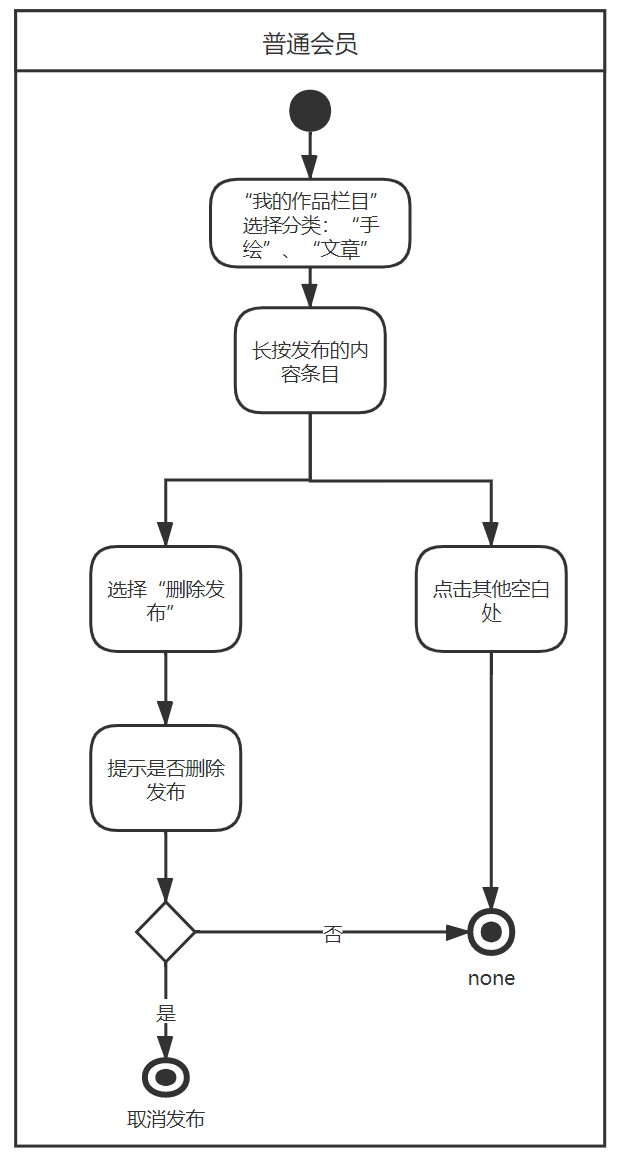 普通会员
“我的作品栏目”
选择分类：“手
绘”、“文章”
长按发布的内
容条目
选择“删除发
布”
点击其他空白
处
提示是否删除
发布
否
none
是
取消发布